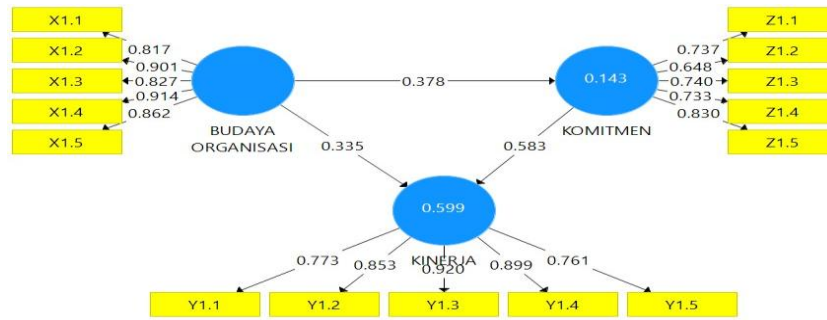 X1.1
X1.2
X1.3
X1.4
X1.5
0.817
0.901
0.827
0.914
0.862
BUDAYA
ORGANISASI
0.378
0.335
0.143
KOMITMEN
0.583
0.737
0.648
0.740
0.733
0.830
Z1.1
Z1.2
Z1.3
Z1.4
Z1.5
0.599
KINERJA
0.773
0.853
0.920
0.899
0.761
Y1.1
Y1.2
Y1.3
Y1.4
Y1.5